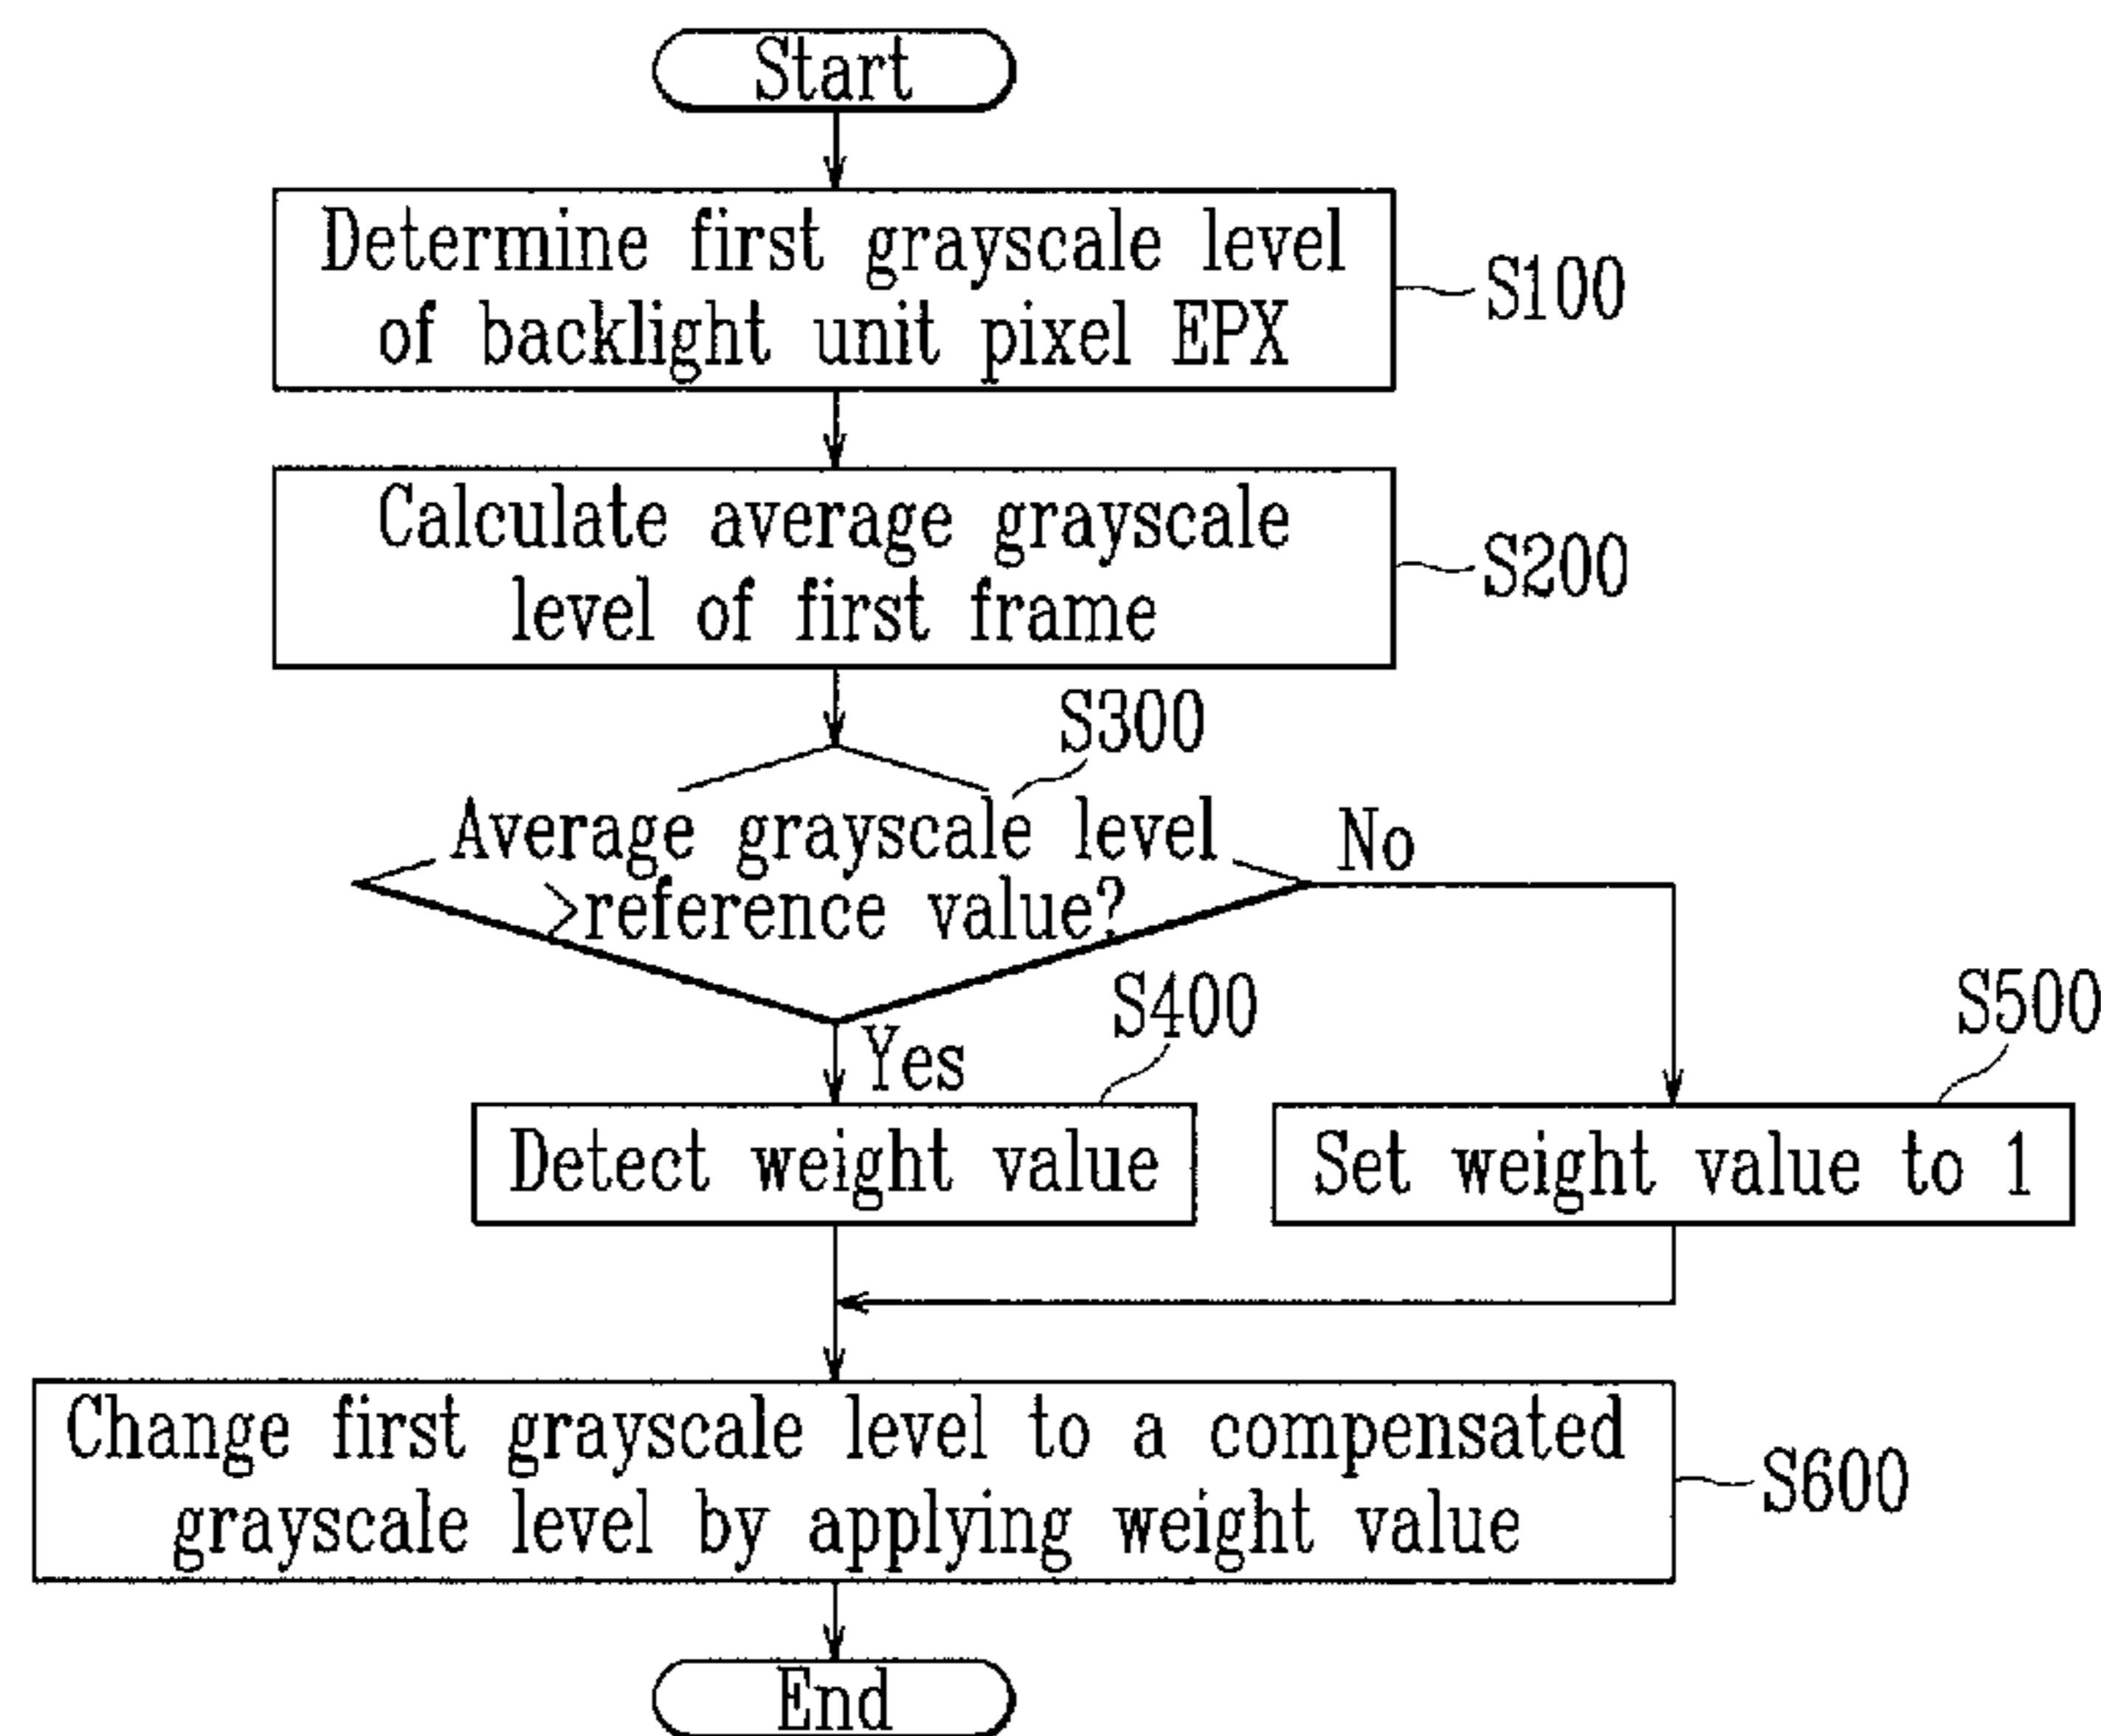 Start
Determine first grayscale level
of backlight unit pixel EPX
S100
Calculate average grayscale
level of first frame
S200
S300
Average grayscale level
>reference value?
No
Yes
S400
S500
Detect weight value
Set weight value to 1
Change first grayscale level to a compensated
grayscale level by applying weight value
S600
End